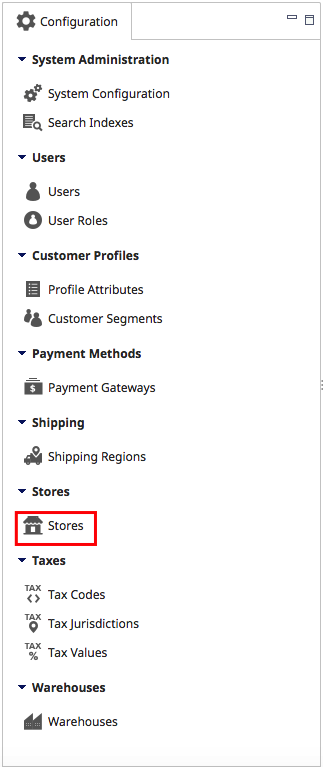 Configuration
System Administration
System Configuration
Search Indexes
Users
Users
User Roles
Customer Profiles
Profile Attributes
Customer Segments
Payment Methods
$
Payment Gateways
Shipping
Shipping Regions
Stores
Stores
Taxes
TAX
Tax Codes
TAX
Tax Jurisdictions
TAX
%
Tax Values
Warehouses
Warehouses